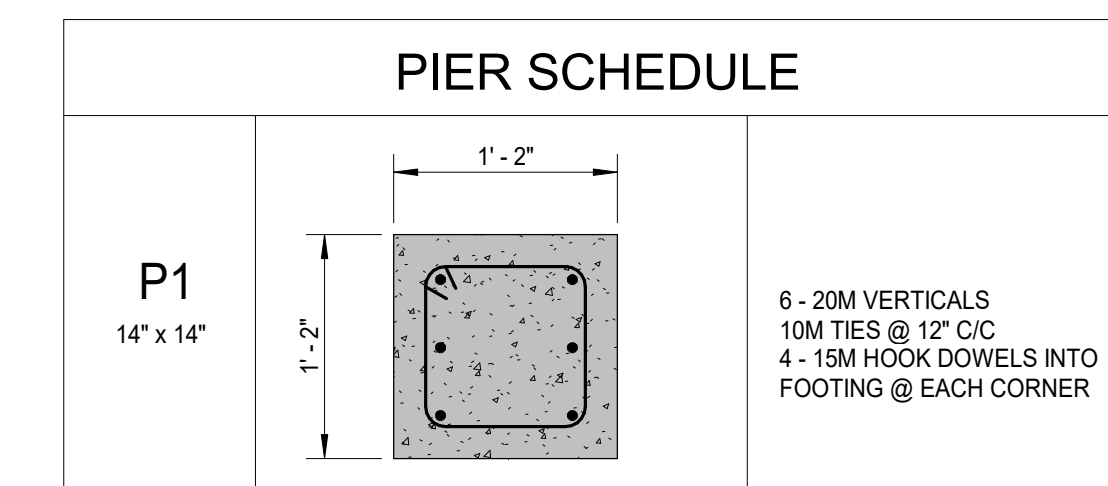 PIER SCHEDULE
P1
14" x 14"
1' - 2"
1' - 2"
6 - 20M VERTICALS
10M TIES @ 12" C/C
4 - 15M HOOK DOWELS INTO
FOOTING @ EACH CORNER